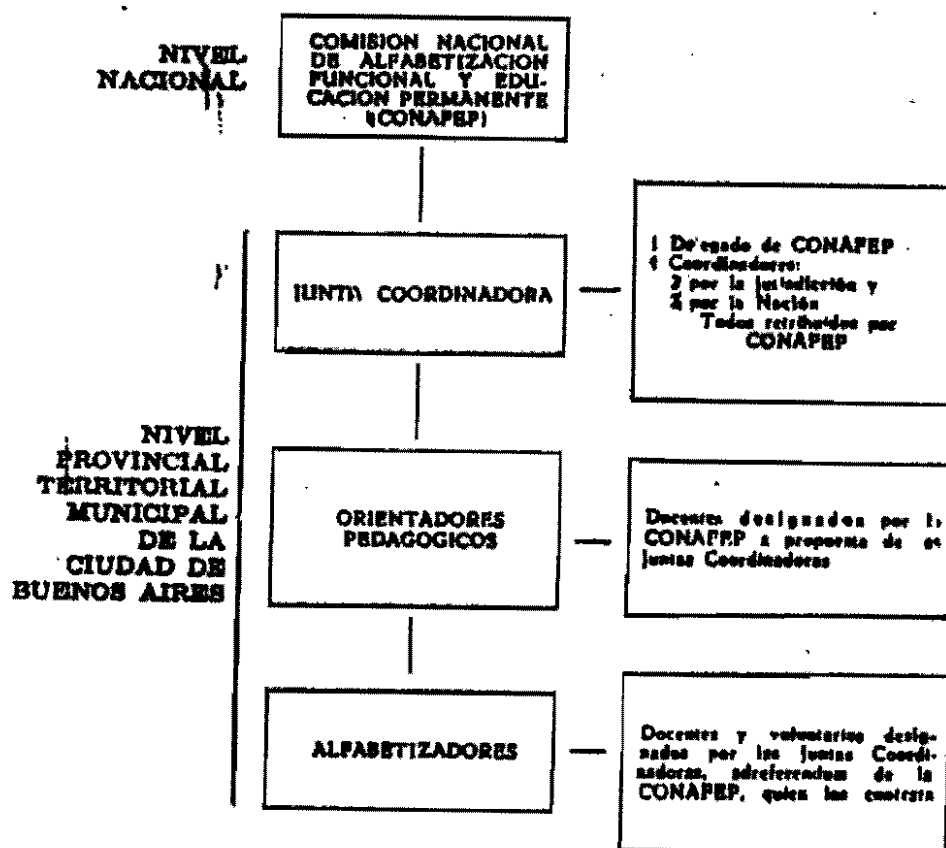 NIVEL
NACIONAL
COMISION NACIONAL
DE ALFABETIZACION
FUNCIONAL Y EDU-
CACION PERMANENTE
(CONAFEP)
JUNTA COORDINADORA
1 Delegado de CONAFEP
4 Coordinadores:
2 por la jurisdicción y
2 por la Nación
Todos retribuidos por
CONAFEP
NIVEL
PROVINCIAL
TERRITORIAL
MUNICIPAL
DE LA
CIUDAD DE
BUENOS AIRES
ORIENTADORES
PEDAGOGICOS
Docentes designados por
CONAFEP a propuesta de
Juntas Coordinadoras
ALFABETIZADORES
Docentes y voluntarios desig-
nados por las Juntas Coordi-
nadoras, adreferendum de la
CONAFEP, quien los contrata